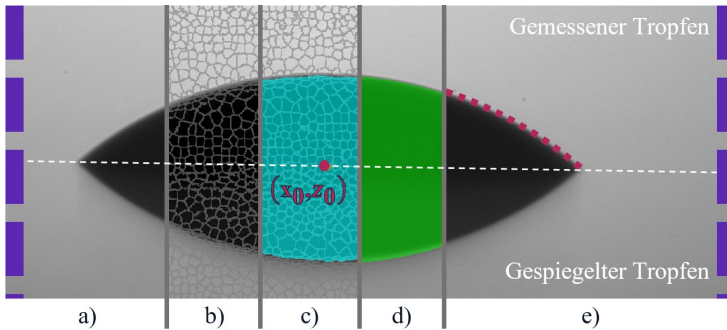 Gemessener Tropfen
(x₀,z₀)
Gespiegelter Tropfen
a) b) c) d) e)